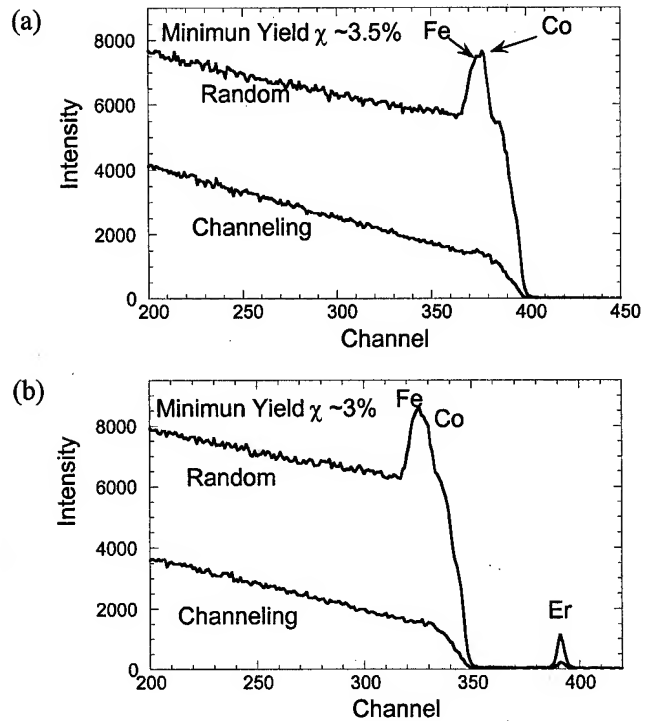 (a)
Minimun Yield χ ~3.5%
Fe
Co
Random
Channeling
Intensity
8000
6000
4000
2000
0
200 250 300 350 400 450
Channel
(b)
Minimun Yield χ ~3%
Fe
Co
Random
Channeling
Er
Intensity
8000
6000
4000
2000
0
200 250 300 350 400
Channel